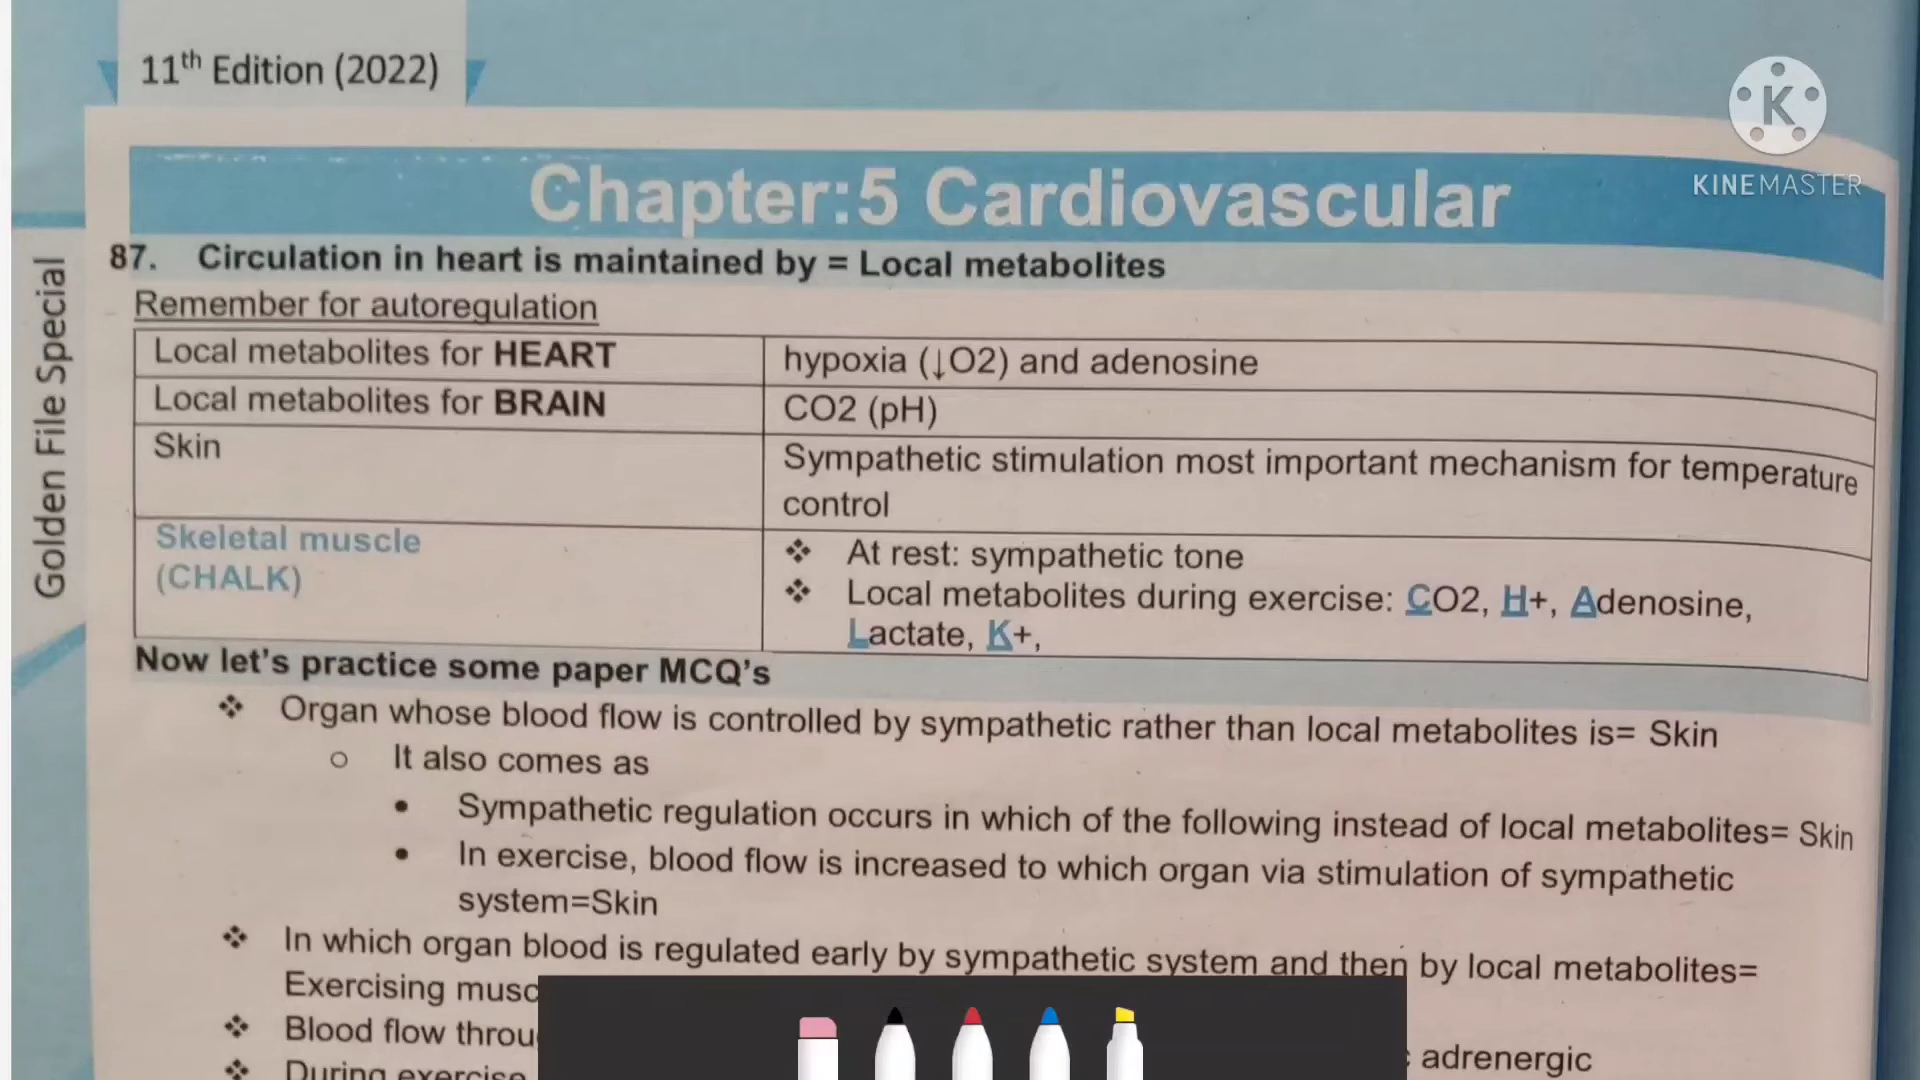 11th Edition (2022)
KINEMASTER
Chapter:5 Cardiovascular
Golden File Special
87. Circulation in heart is maintained by = Local metabolites
Remember for autoregulation
Local metabolites for HEART
hypoxia (↓O2) and adenosine
Local metabolites for BRAIN
CO2 (pH)
Skin
Sympathetic stimulation most important mechanism for temperature
control
Skeletal muscle
(CHALK)
❖ At rest: sympathetic tone
❖ Local metabolites during exercise: CO2, H+, Adenosine,
Lactate, K+,
Now let's practice some paper MCQ's
❖ Organ whose blood flow is controlled by sympathetic rather than local metabolites is= Skin
o It also comes as
• Sympathetic regulation occurs in which of the following instead of local metabolites= Skin
• In exercise, blood flow is increased to which organ via stimulation of sympathetic
system=Skin
❖ In which organ blood is regulated early by sympathetic system and then by local metabolites=
Exercising
❖ Blood flow
adrenergic
❖ During exercise